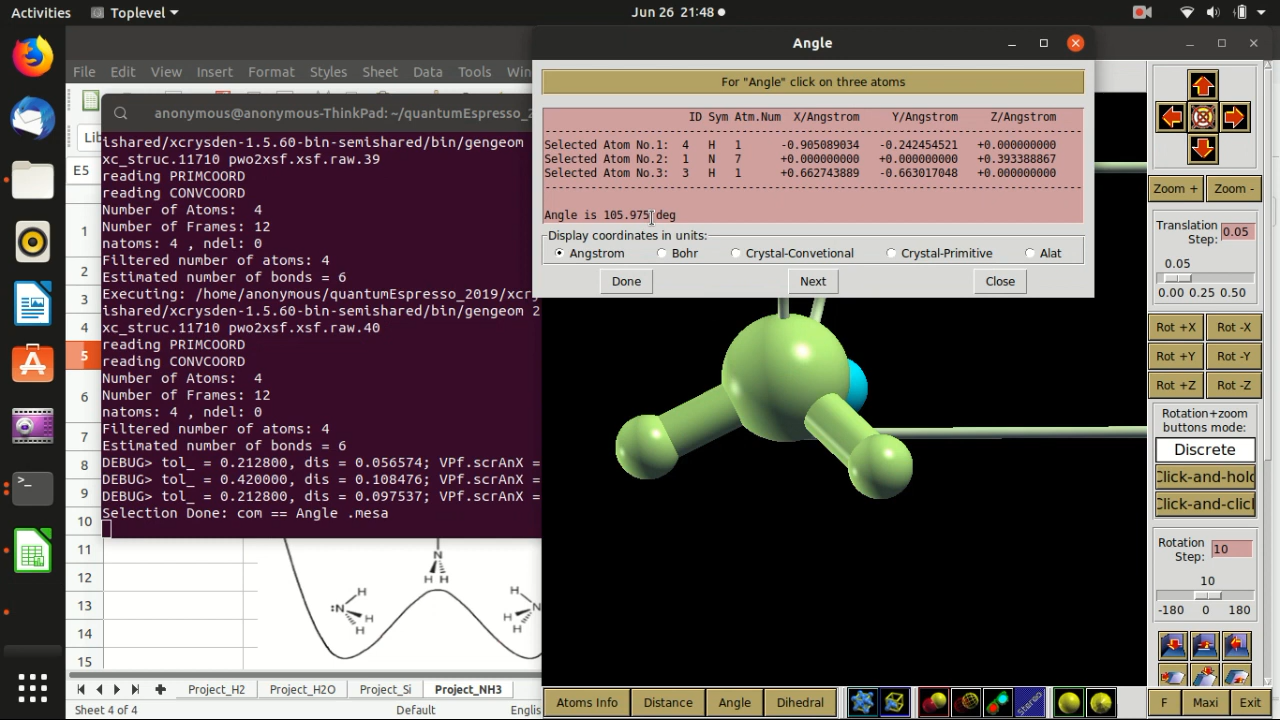 Activities
Toplevel
Jun 26 21:48
File Edit View Insert Format Styles Sheet Data Tools
anonymous@anonymous-ThinkPad: ~/quantumEspresso_2
ishared/xcrysden-1.5.60-bin-semishared/bin/gengeom
xc_struc.11710 pwo2xsf.xsf.raw.39
reading PRIMCOORD
reading CONVCOORD
Number of Atoms:  4
Number of Frames: 12
natoms: 4 , ndel: 0
Filtered number of atoms: 4
Estimated number of bonds = 6
Executing: /home/anonymous/quantumEspresso_2019/xcry
ishared/xcrysden-1.5.60-bin-semishared/bin/gengeom 2
xc_struc.11710 pwo2xsf.xsf.raw.40
reading PRIMCOORD
reading CONVCOORD
Number of Atoms:  4
Number of Frames: 12
natoms: 4 , ndel: 0
Filtered number of atoms: 4
Estimated number of bonds = 6
DEBUG> tol_ = 0.212800, dis = 0.056574; VPf.scrAnX =
DEBUG> tol_ = 0.420000, dis = 0.108476; VPf.scrAnX =
DEBUG> tol_ = 0.212800, dis = 0.097537; VPf.scrAnX =
Selection Done: com == Angle .mesa
E5
1
2
3
4
5
6
7
8
9
10
11
12
13
14
15
N
H H
:N H
H
H
H
H
H
N
Project_H2 Project_H2O Project_Si Project_NH3
Sheet 4 of 4
Default
Angle
For "Angle" click on three atoms
ID Sym Atm.Num X/Angstrom Y/Angstrom Z/Angstrom
Selected Atom No.1: 4 H 1 -0.905089034 -0.242454521 +0.000000000
Selected Atom No.2: 1 N 7 +0.000000000 +0.000000000 +0.393388867
Selected Atom No.3: 3 H 1 +0.662743889 -0.663017048 +0.000000000
Angle is 105.975 deg
Display coordinates in units:
Angstrom Bohr Crystal-Convetional Crystal-Primitive Alat
Done Next Close
Zoom + Zoom -
Translation
Step: 0.05
0.05
0.00 0.25 0.50
Rot +X Rot -X
Rot +Y Rot -Y
Rot +Z Rot -Z
Rotation+zoom
buttons mode:
Discrete
Click-and-hold
Click-and-click
Rotation
Step: 10
10
-180 0 180
Atoms Info Distance Angle Dihedral
stereo
F Maxi Exit